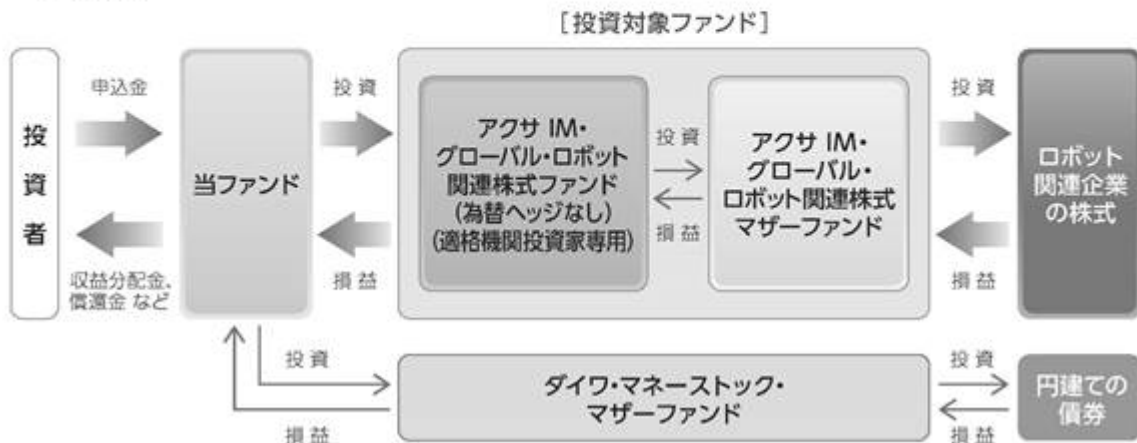 [投資対象ファンド]
投資者
申込金
収益分配金、
償還金 など
当ファンド
投資
損益
アクサ IM・
グローバル・ロボット
関連株式ファンド
(為替ヘッジなし)
(適格機関投資家専用)
投資
損益
アクサ IM・
グローバル・
ロボット関連株式
マザーファンド
投資
損益
ロボット
関連企業
の株式
投資
損益
ダイワ・マネーストック・
マザーファンド
投資
損益
円建ての
債券